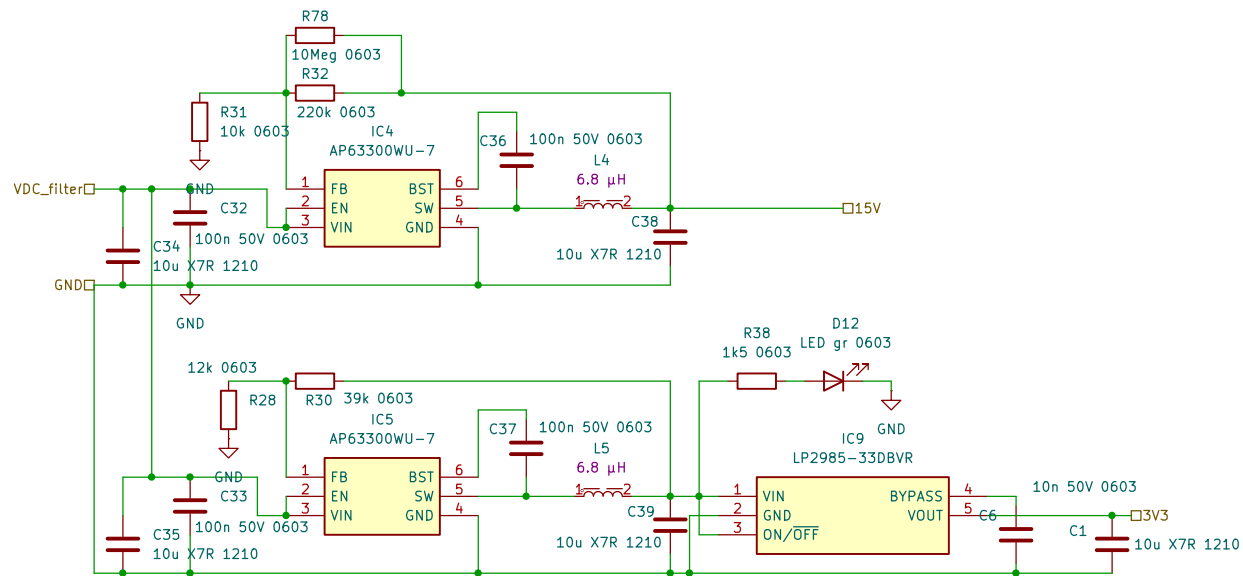 R78
10Meg 0603
R32
220k 0603
R31
10k 0603
GND
IC4
AP63300WU-7
1 FB
2 EN
3 VIN
BST 6
SW 5
GND 4
C36
100n 50V 0603
L4
6.8 µH
1 2
C38
10u X7R 1210
15V
VDC_filter
C32
100n 50V 0603
C34
10u X7R 1210
GND
GND
12k 0603
R28
GND
R30
39k 0603
IC5
AP63300WU-7
1 FB
2 EN
3 VIN
BST 6
SW 5
GND 4
C37
100n 50V 0603
L5
6.8 µH
1 2
C33
100n 50V 0603
C35
10u X7R 1210
C39
10u X7R 1210
R38
1k5 0603
D12
LED gr 0603
GND
IC9
LP2985-33DBVR
1 VIN
2 GND
3 ON/OFF
BYPASS 4
VOUT 5
10n 50V 0603
C6
C1
10u X7R 1210
3V3